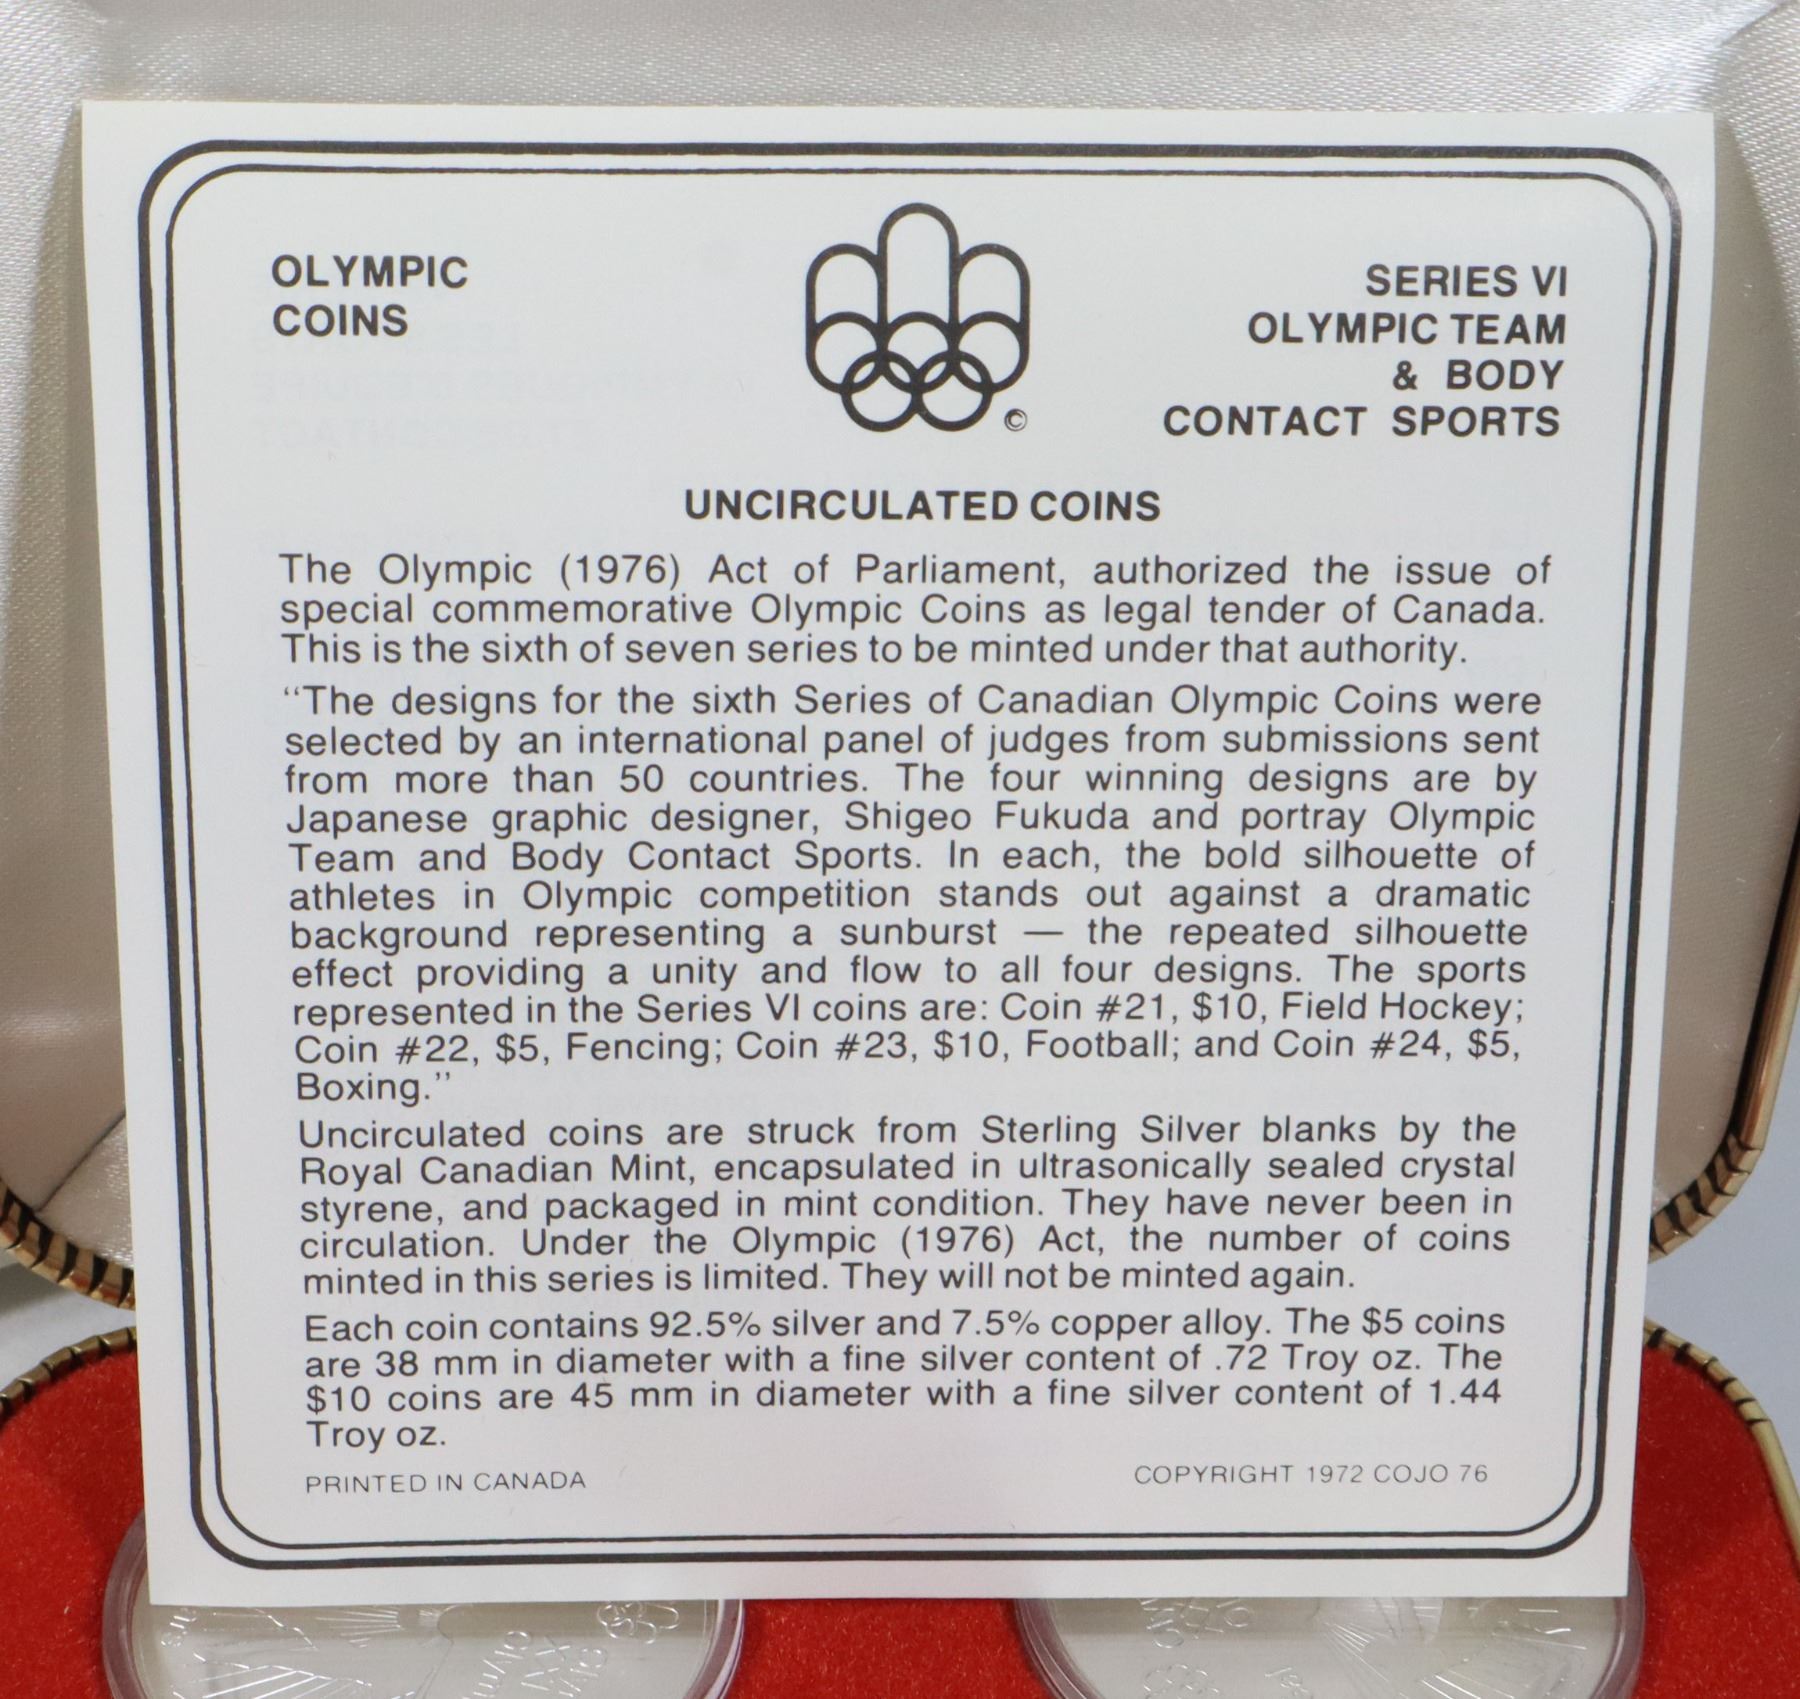 OLYMPIC
COINS
©
SERIES VI
OLYMPIC TEAM
& BODY
CONTACT SPORTS
UNCIRCULATED COINS
The Olympic (1976) Act of Parliament, authorized the issue of
special commemorative Olympic Coins as legal tender of Canada.
This is the sixth of seven series to be minted under that authority.
“The designs for the sixth Series of Canadian Olympic Coins were
selected by an international panel of judges from submissions sent
from more than 50 countries. The four winning designs are by
Japanese graphic designer, Shigeo Fukuda and portray Olympic
Team and Body Contact Sports. In each, the bold silhouette of
athletes in Olympic competition stands out against a dramatic
background representing a sunburst — the repeated silhouette
effect providing a unity and flow to all four designs. The sports
represented in the Series VI coins are: Coin #21, $10, Field Hockey;
Coin #22, $5, Fencing; Coin #23, $10, Football; and Coin #24, $5,
Boxing.”
Uncirculated coins are struck from Sterling Silver blanks by the
Royal Canadian Mint, encapsulated in ultrasonically sealed crystal
styrene, and packaged in mint condition. They have never been in
circulation. Under the Olympic (1976) Act, the number of coins
minted in this series is limited. They will not be minted again.
Each coin contains 92.5% silver and 7.5% copper alloy. The $5 coins
are 38 mm in diameter with a fine silver content of .72 Troy oz. The
$10 coins are 45 mm in diameter with a fine silver content of 1.44
Troy oz.
PRINTED IN CANADA
COPYRIGHT 1972 COJO 76